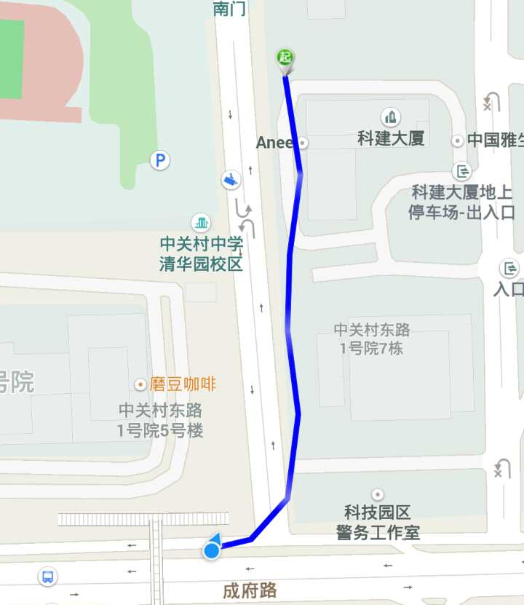 南门
起
Anee
科建大厦
中国雅生
P
科建大厦地上
停车场-出入口
中关村中学
清华园校区
入口
中关村东路
1号院7栋
号院
磨豆咖啡
中关村东路
1号院5号楼
科技园区
警务工作室
成府路